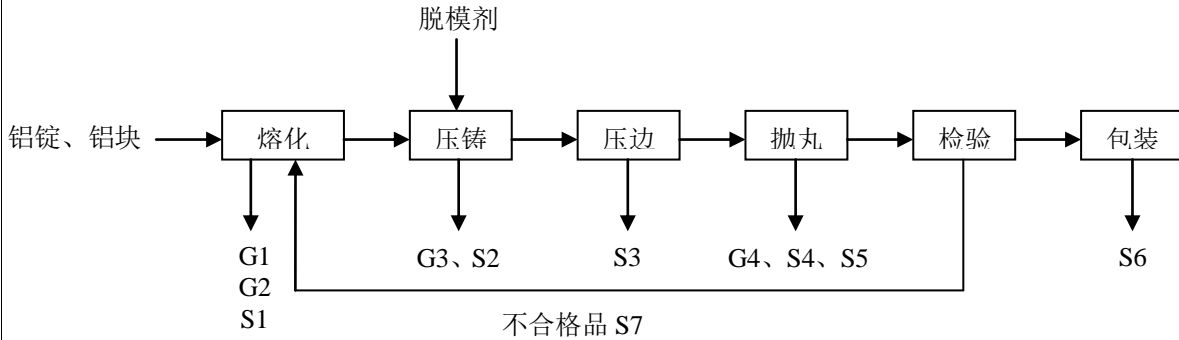 脱模剂
铝锭、铝块
熔化
压铸
压边
抛丸
检验
包装
G1
G2
S1
G3、S2
S3
G4、S4、S5
S6
不合格品 S7